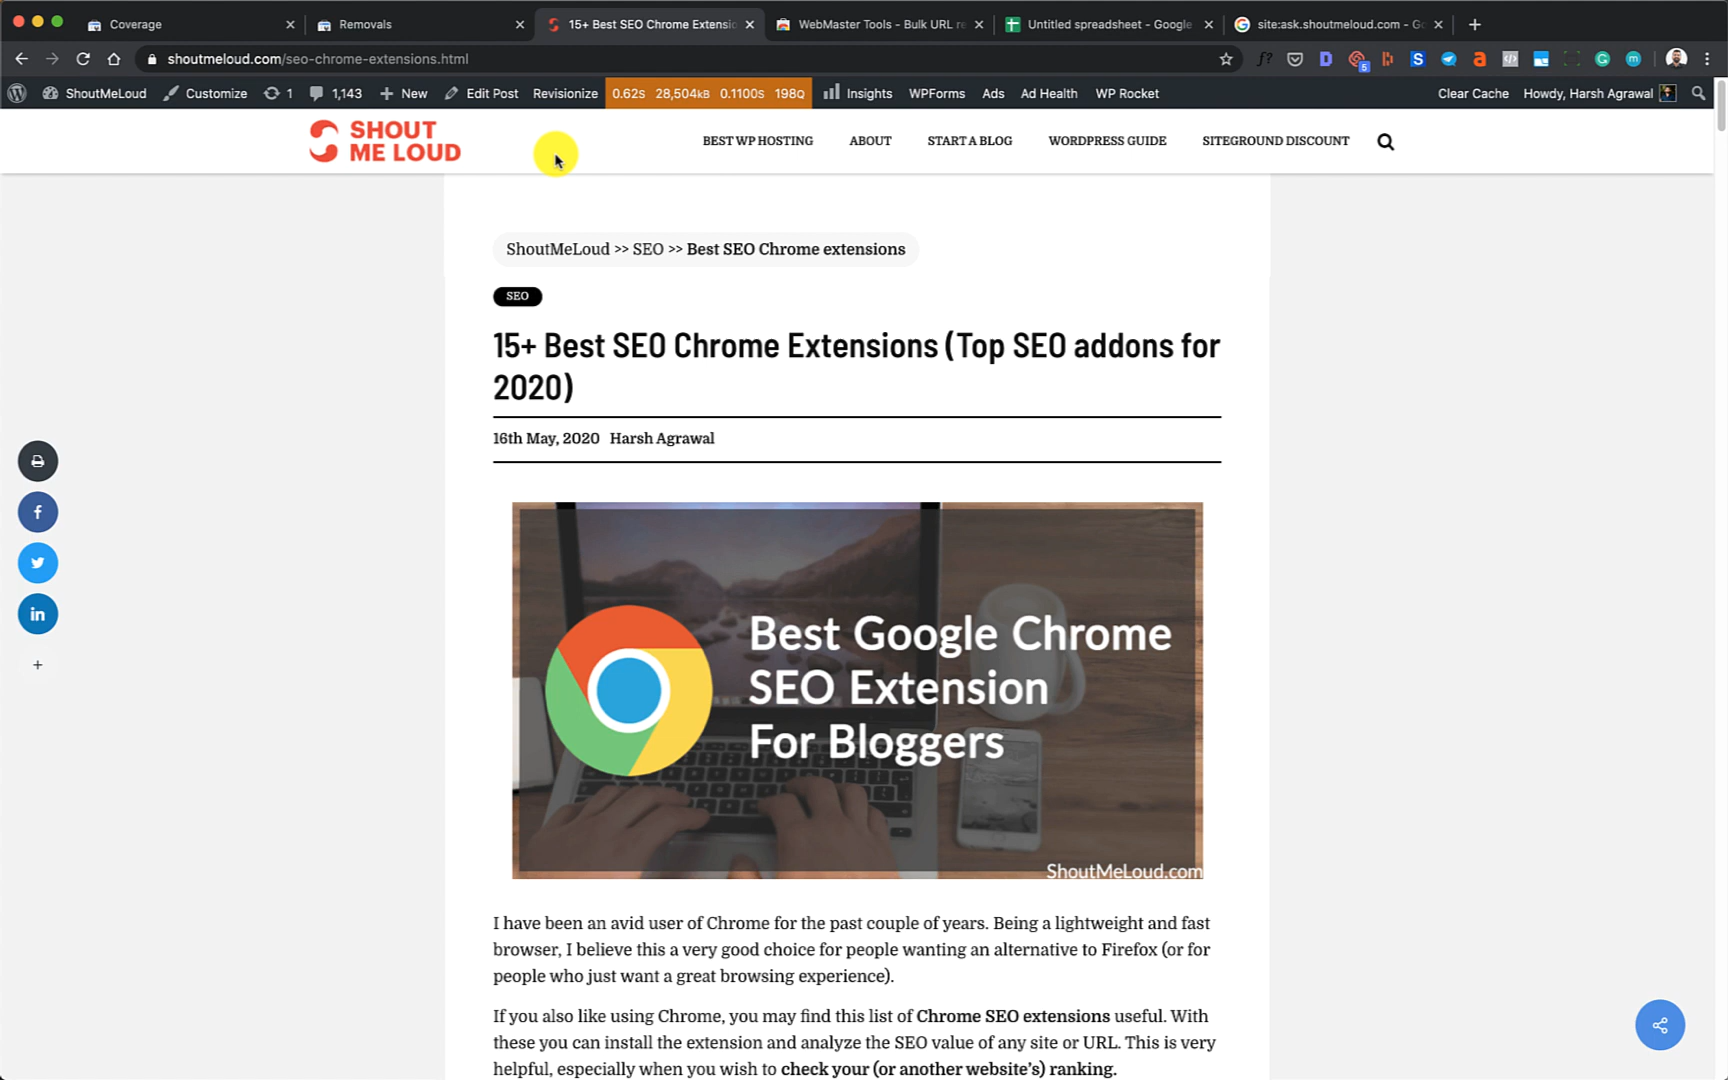 Coverage
Removals
15+ Best SEO Chrome Extensio
WebMaster Tools - Bulk URL re
Untitled spreadsheet - Google
site:ask.shoutmeloud.com - Go
shoutmeloud.com/seo-chrome-extensions.html
5
ShoutMeLoud
Customize
1
1,143
New
Edit Post
Revisionize
0.62s 28,504kB 0.1100s 198Q
Insights
WPForms
Ads
Ad Health
WP Rocket
Clear Cache
Howdy, Harsh Agrawal
SHOUT
ME LOUD
BEST WP HOSTING
ABOUT
START A BLOG
WORDPRESS GUIDE
SITEGROUND DISCOUNT
ShoutMeLoud >> SEO >> Best SEO Chrome extensions
SEO
15+ Best SEO Chrome Extensions (Top SEO addons for
2020)
16th May, 2020 Harsh Agrawal
Best Google Chrome
SEO Extension
For Bloggers
ShoutMeLoud.com
I have been an avid user of Chrome for the past couple of years. Being a lightweight and fast
browser, I believe this a very good choice for people wanting an alternative to Firefox (or for
people who just want a great browsing experience).
If you also like using Chrome, you may find this list of Chrome SEO extensions useful. With
these you can install the extension and analyze the SEO value of any site or URL. This is very
helpful, especially when you wish to check your (or another website's) ranking.